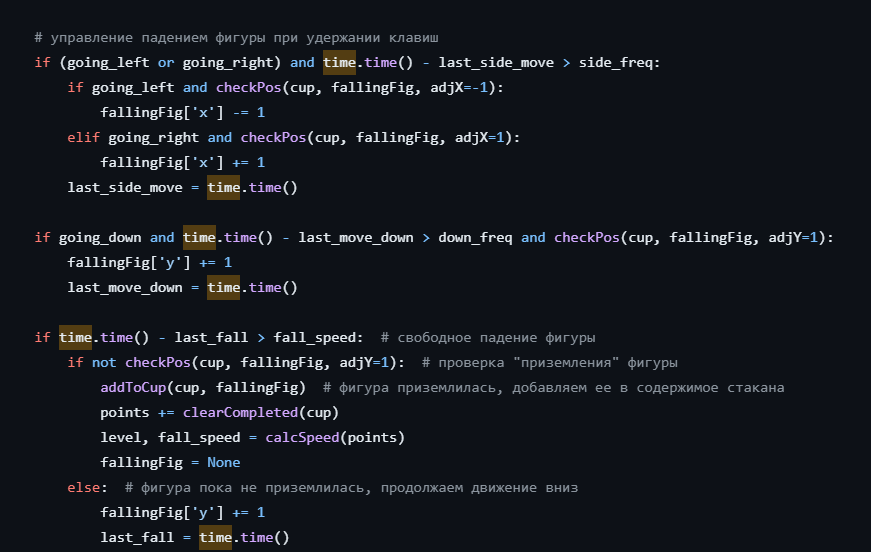 # управление падением фигуры при удержании клавиш
if (going_left or going_right) and time.time() - last_side_move > side_freq:
    if going_left and checkPos(cup, fallingFig, adjX=-1):
        fallingFig['x'] -= 1
    elif going_right and checkPos(cup, fallingFig, adjX=1):
        fallingFig['x'] += 1
    last_side_move = time.time()

if going_down and time.time() - last_move_down > down_freq and checkPos(cup, fallingFig, adjY=1):
    fallingFig['y'] += 1
    last_move_down = time.time()

if time.time() - last_fall > fall_speed:  # свободное падение фигуры
    if not checkPos(cup, fallingFig, adjY=1):  # проверка "приземления" фигуры
        addToCup(cup, fallingFig)  # фигура приземлилась, добавляем ее в содержимое стакана
        points += clearCompleted(cup)
        level, fall_speed = calcSpeed(points)
        fallingFig = None
    else:  # фигура пока не приземлилась, продолжаем движение вниз
        fallingFig['y'] += 1
        last_fall = time.time()